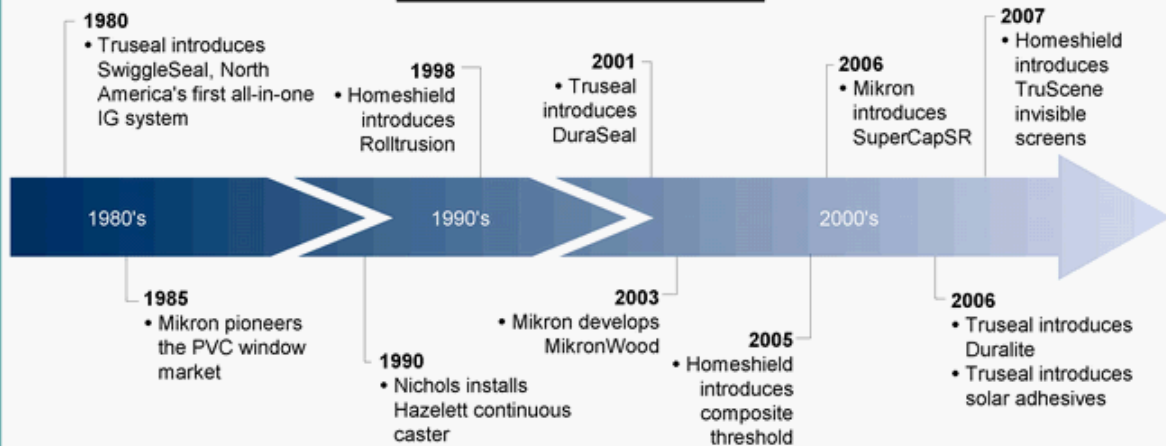 1980
• Truseal introduces
SwiggleSeal, North
America's first all-in-one
IG system
1998
• Homeshield
introduces
Rolltrusion
2001
• Truseal
introduces
DuraSeal
2006
• Mikron
introduces
SuperCapSR
2007
• Homeshield
introduces
TruScene
invisible
screens
1980's
1990's
2000's
1985
• Mikron pioneers
the PVC window
market
1990
• Nichols installs
Hazelett continuous
caster
2003
• Mikron develops
MikronWood
2005
• Homeshield
introduces
composite
threshold
2006
• Truseal introduces
Duralite
• Truseal introduces
solar adhesives